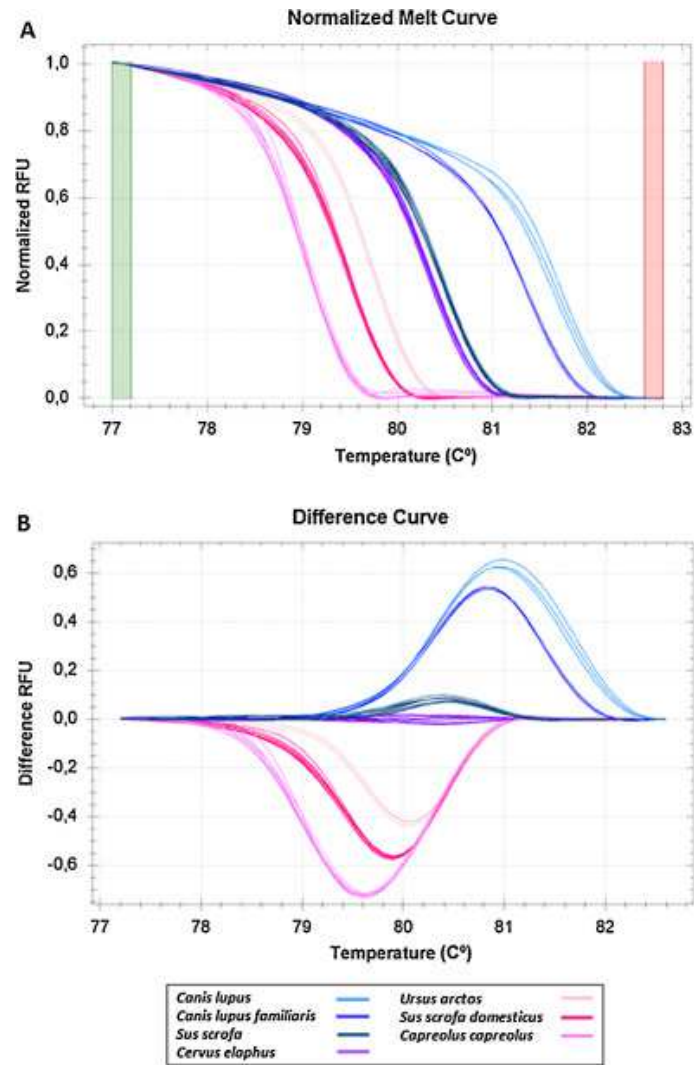 A
Normalized Melt Curve
1,0
0,8
0,6
0,4
0,2
0,0
Normalized RFU
77 78 79 80 81 82 83
Temperature (Cº)
B
Difference Curve
0,6
0,4
0,2
0,0
-0,2
-0,4
-0,6
Difference RFU
77 78 79 80 81 82
Temperature (Cº)
Canis lupus Ursus arctos
Canis lupus familiaris Sus scrofa domesticus
Sus scrofa Capreolus capreolus
Cervus elaphus